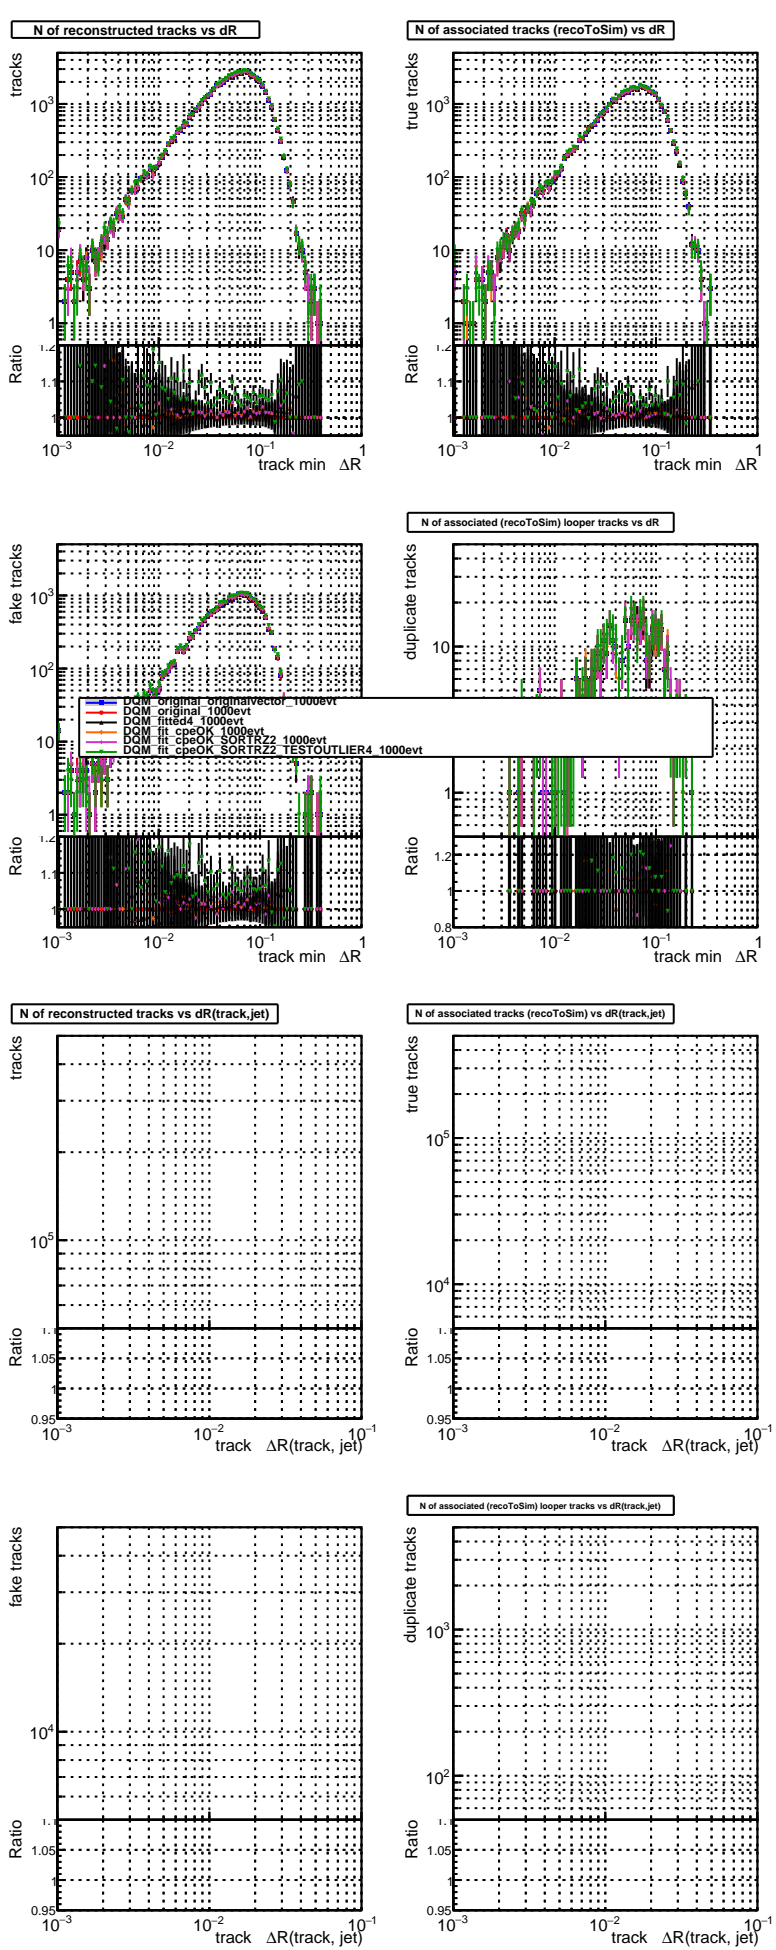 N of reconstructed tracks vs dR
tracks
10³
10²
10
1
Ratio
1.2
1.1
1
10⁻³ 10⁻² 10⁻¹ 1
track min ΔR
N of associated tracks (recoToSim) vs dR
true tracks
10³
10²
10
1
Ratio
1.2
1.1
1
10⁻³ 10⁻² 10⁻¹ 1
track min ΔR
fake tracks
10³
10²
10
1
Ratio
1.2
1.1
1
10⁻³ 10⁻² 10⁻¹ 1
track min ΔR
N of associated (recoToSim) looper tracks vs dR
duplicate tracks
10
1
Ratio
1.2
1
0.8
10⁻³ 10⁻² 10⁻¹ 1
track min ΔR
DQM_original_originalvector_1000evt
DQM_original_1000evt
DQM_fitted4_1000evt
DQM_fit_cpeOK_1000evt
DQM_fit_cpeOK_SORTRZ2_1000evt
DQM_fit_cpeOK_SORTRZ2_TESTOUTLIER4_1000evt
N of reconstructed tracks vs dR(track,jet)
tracks
10⁵
Ratio
1.1
1.05
1
0.95
10⁻³ 10⁻² 10⁻¹
track ΔR(track, jet)
N of associated tracks (recoToSim) vs dR(track,jet)
true tracks
10⁵
10⁴
Ratio
1.1
1.05
1
0.95
10⁻³ 10⁻² 10⁻¹
track ΔR(track, jet)
fake tracks
10⁴
Ratio
1.1
1.05
1
0.95
10⁻³ 10⁻² 10⁻¹
track ΔR(track, jet)
N of associated (recoToSim) looper tracks vs dR(track,jet)
duplicate tracks
10³
10²
Ratio
1.1
1.05
1
0.95
10⁻³ 10⁻² 10⁻¹
track ΔR(track, jet)